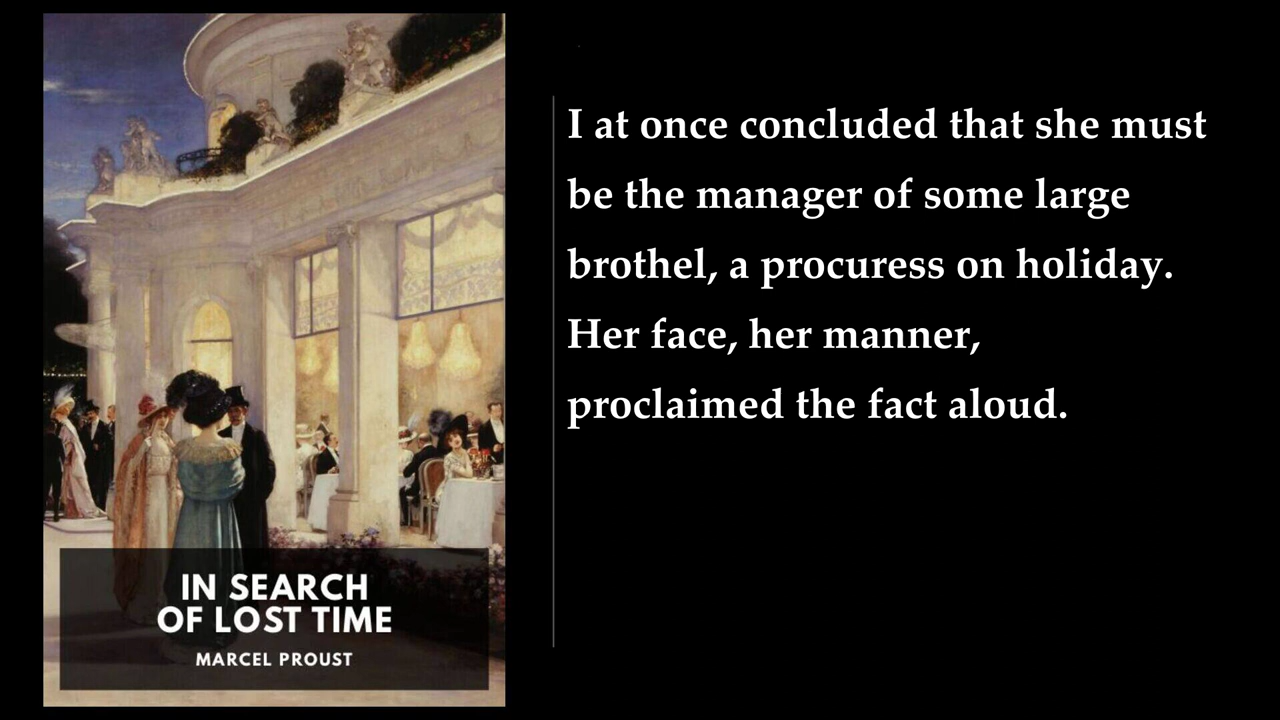 IN SEARCH
OF LOST TIME
MARCEL PROUST
I at once concluded that she must
be the manager of some large
brothel, a procuress on holiday.
Her face, her manner,
proclaimed the fact aloud.